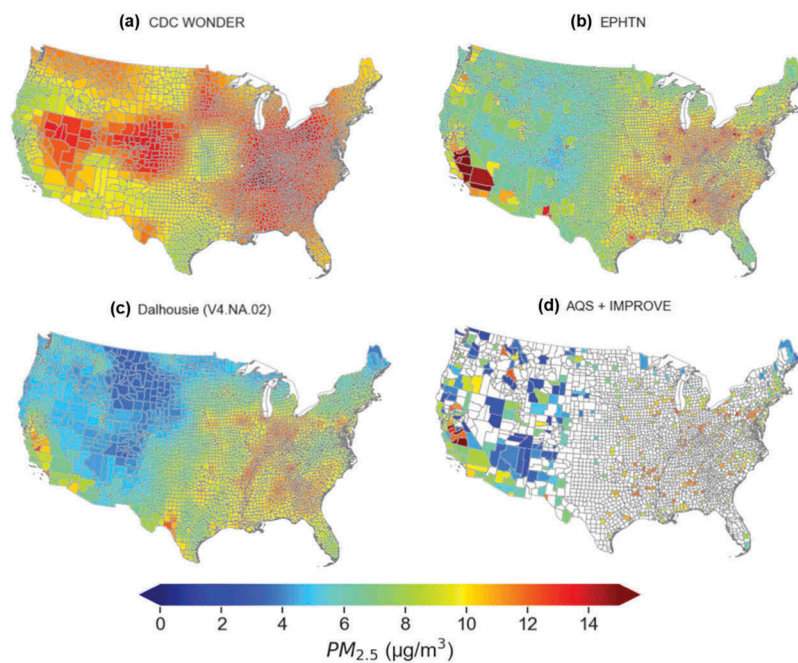 (a) CDC WONDER
(b) EPHTN
(c) Dalhousie (V4.NA.02)
(d) AQS + IMPROVE
0 2 4 6 8 10 12 14
PM2.5 (μg/m³)